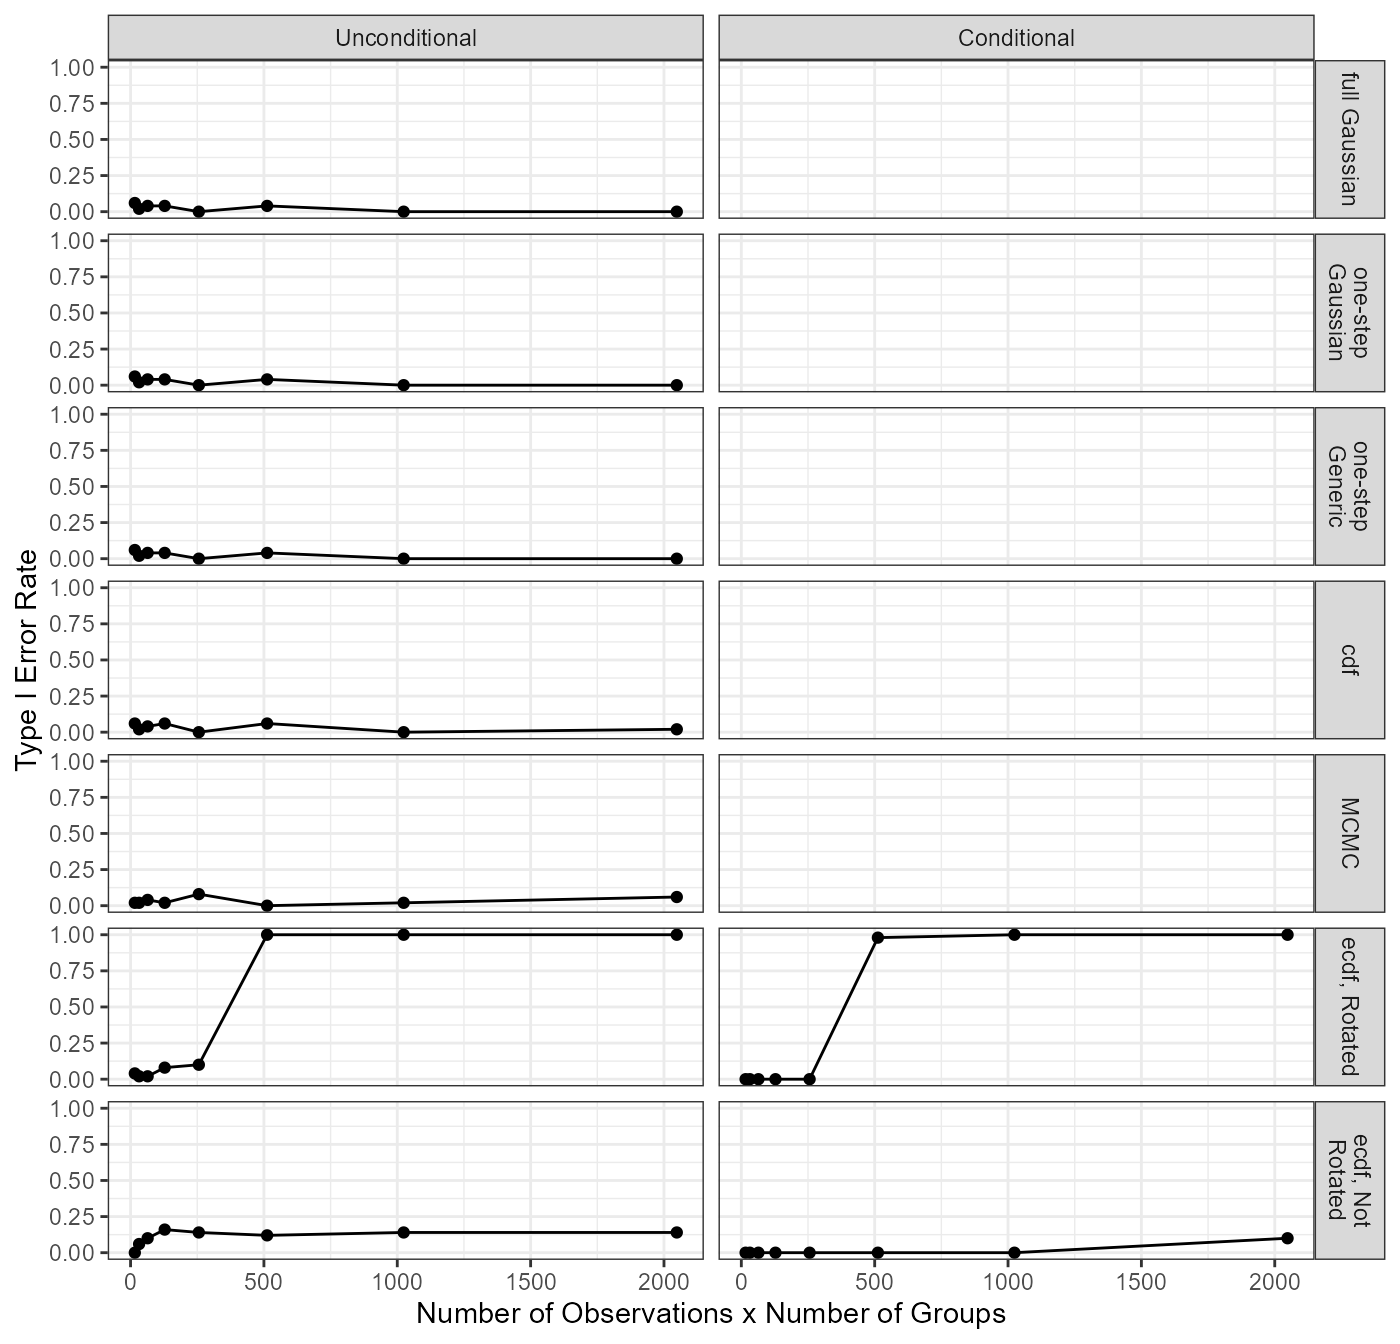 Unconditional
Conditional
1.00
0.75
0.50
0.25
0.00
full Gaussian
1.00
0.75
0.50
0.25
0.00
one-step
Gaussian
1.00
0.75
0.50
0.25
0.00
one-step
Generic
1.00
0.75
0.50
0.25
0.00
cdf
1.00
0.75
0.50
0.25
0.00
MCMC
1.00
0.75
0.50
0.25
0.00
ecdf, Rotated
1.00
0.75
0.50
0.25
0.00
ecdf, Not
Rotated
Type I Error Rate
0 500 1000 1500 2000
0 500 1000 1500 2000
Number of Observations x Number of Groups